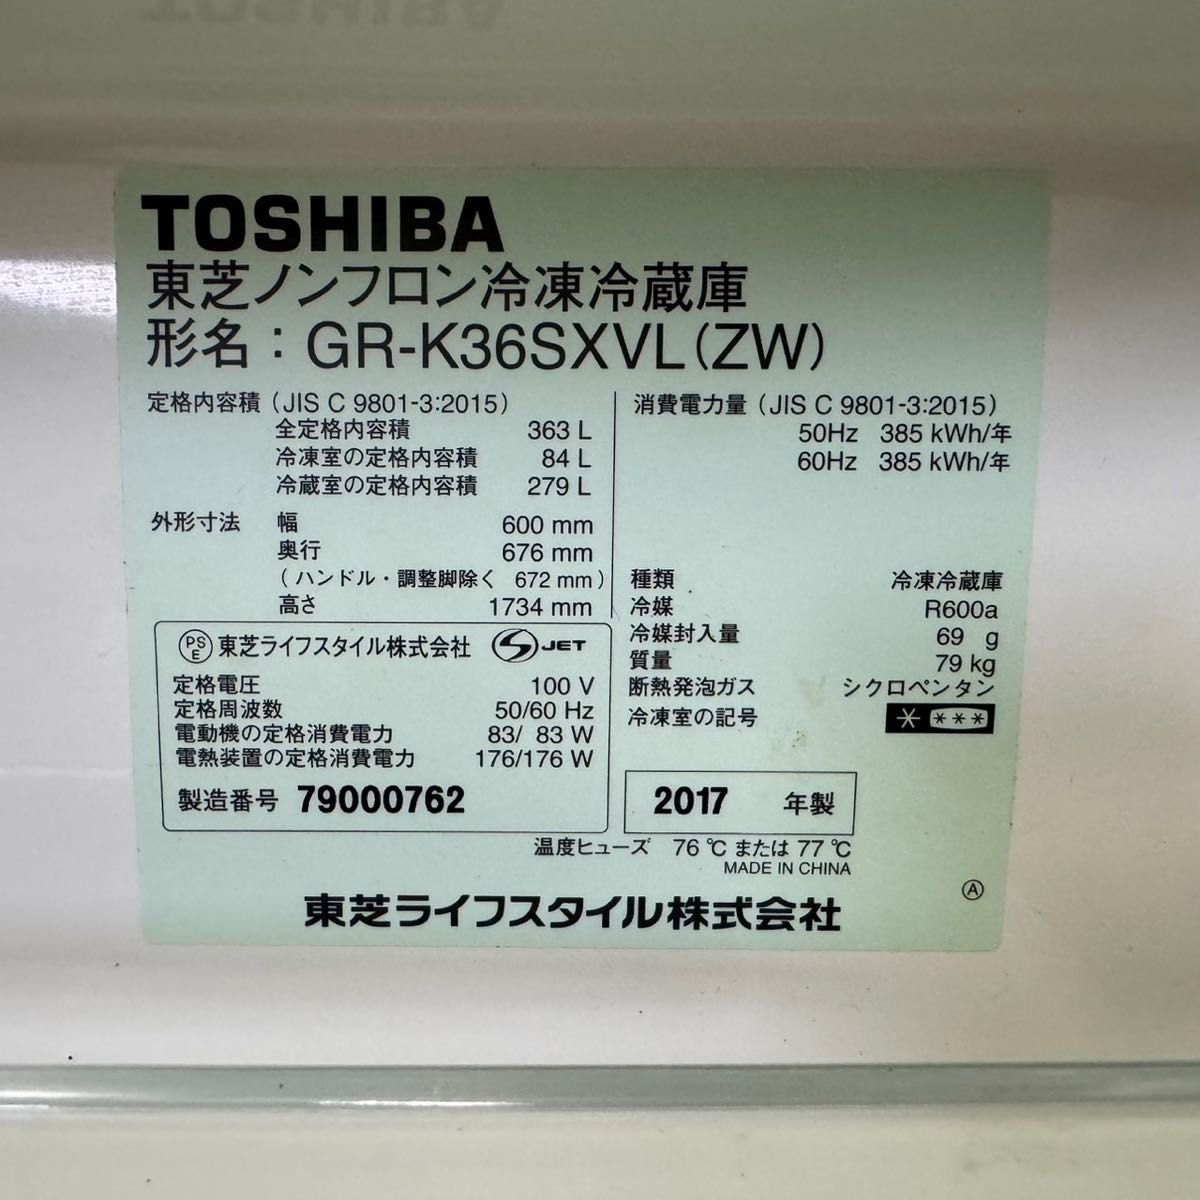 TOSHIBA
東芝ノンフロン冷凍冷蔵庫
形名：GR-K36SXVL(ZW)
定格内容積（JIS C 9801-3:2015）
全定格内容積 363 L
冷凍室の定格内容積 84 L
冷蔵室の定格内容積 279 L
外形寸法 幅 600 mm
奥行 676 mm
（ハンドル・調整脚除く 672 mm）
高さ 1734 mm
消費電力量（JIS C 9801-3:2015）
50Hz 385 kWh/年
60Hz 385 kWh/年
種類 冷凍冷蔵庫
冷媒 R600a
冷媒封入量 69 g
質量 79 kg
断熱発泡ガス シクロペンタン
冷凍室の記号 * ***
PSE 東芝ライフスタイル株式会社 S JET
定格電圧 100 V
定格周波数 50/60 Hz
電動機の定格消費電力 83/ 83 W
電熱装置の定格消費電力 176/176 W
製造番号 79000762
2017 年製
温度ヒューズ 76 ℃ または 77 ℃
MADE IN CHINA
Ⓐ
東芝ライフスタイル株式会社